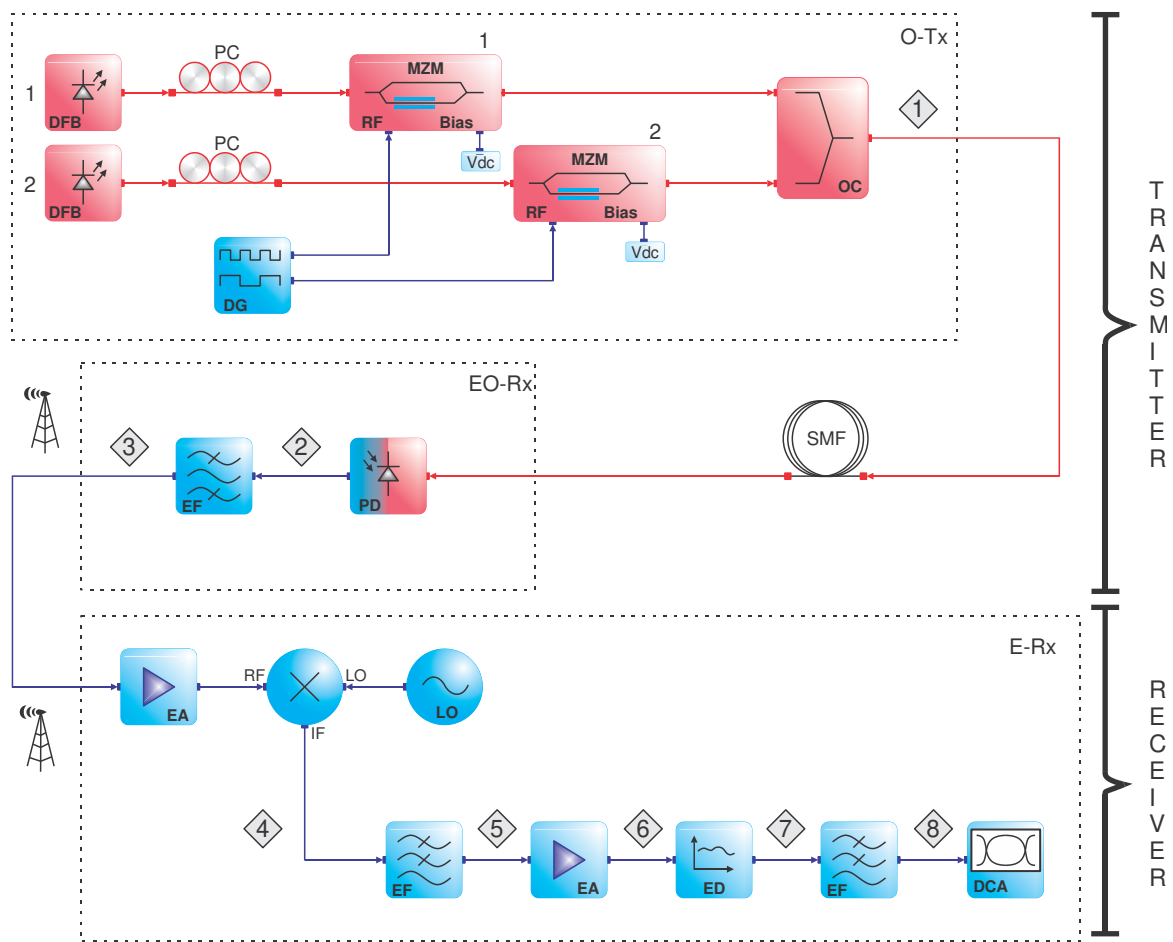 O-Tx
1
PC
MZM
DFB
RF
Bias
Vdc
1
2
PC
2
MZM
DFB
RF
Bias
Vdc
OC
1
DG
TRANSMITTER
EO-Rx
3
2
EF
PD
SMF
E-Rx
EA
RF
LO
IF
LO
4
5
6
7
8
EF
EA
ED
EF
DCA
RECEIVER